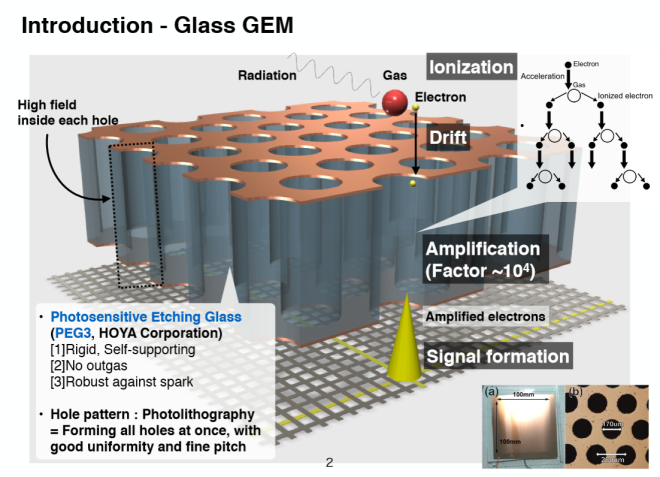 Introduction - Glass GEM
Radiation
Gas
Ionization
Electron
Electron
Acceleration
Gas
Ionized electron
High field
inside each hole
Drift
Amplification
(Factor ~10⁴)
Amplified electrons
Signal formation
• Photosensitive Etching Glass
(PEG3, HOYA Corporation)
[1]Rigid, Self-supporting
[2]No outgas
[3]Robust against spark
• Hole pattern : Photolithography
= Forming all holes at once, with
good uniformity and fine pitch
(a)
100mm
100mm
(b)
170um
2